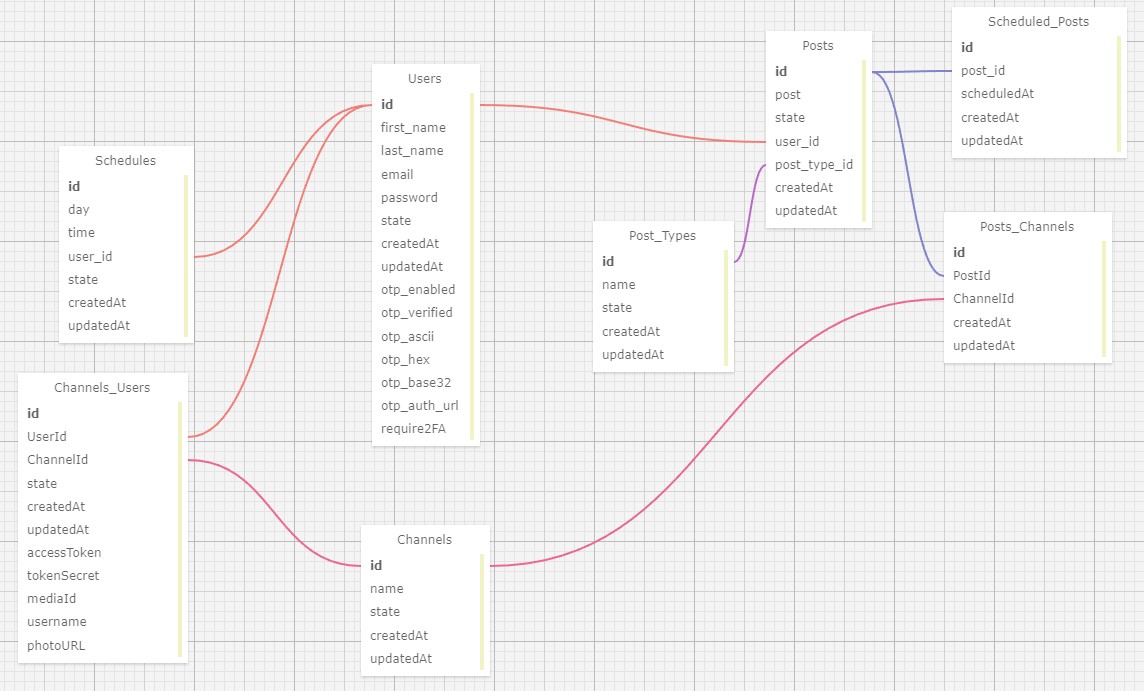 Schedules
id
day
time
user_id
state
createdAt
updatedAt
Channels_Users
id
UserId
ChannelId
state
createdAt
updatedAt
accessToken
tokenSecret
mediaId
username
photoURL
Users
id
first_name
last_name
email
password
state
createdAt
updatedAt
otp_enabled
otp_verified
otp_ascii
otp_hex
otp_base32
otp_auth_url
require2FA
Channels
id
name
state
createdAt
updatedAt
Post_Types
id
name
state
createdAt
updatedAt
Posts
id
post
state
user_id
post_type_id
createdAt
updatedAt
Scheduled_Posts
id
post_id
scheduledAt
createdAt
updatedAt
Posts_Channels
id
PostId
ChannelId
createdAt
updatedAt